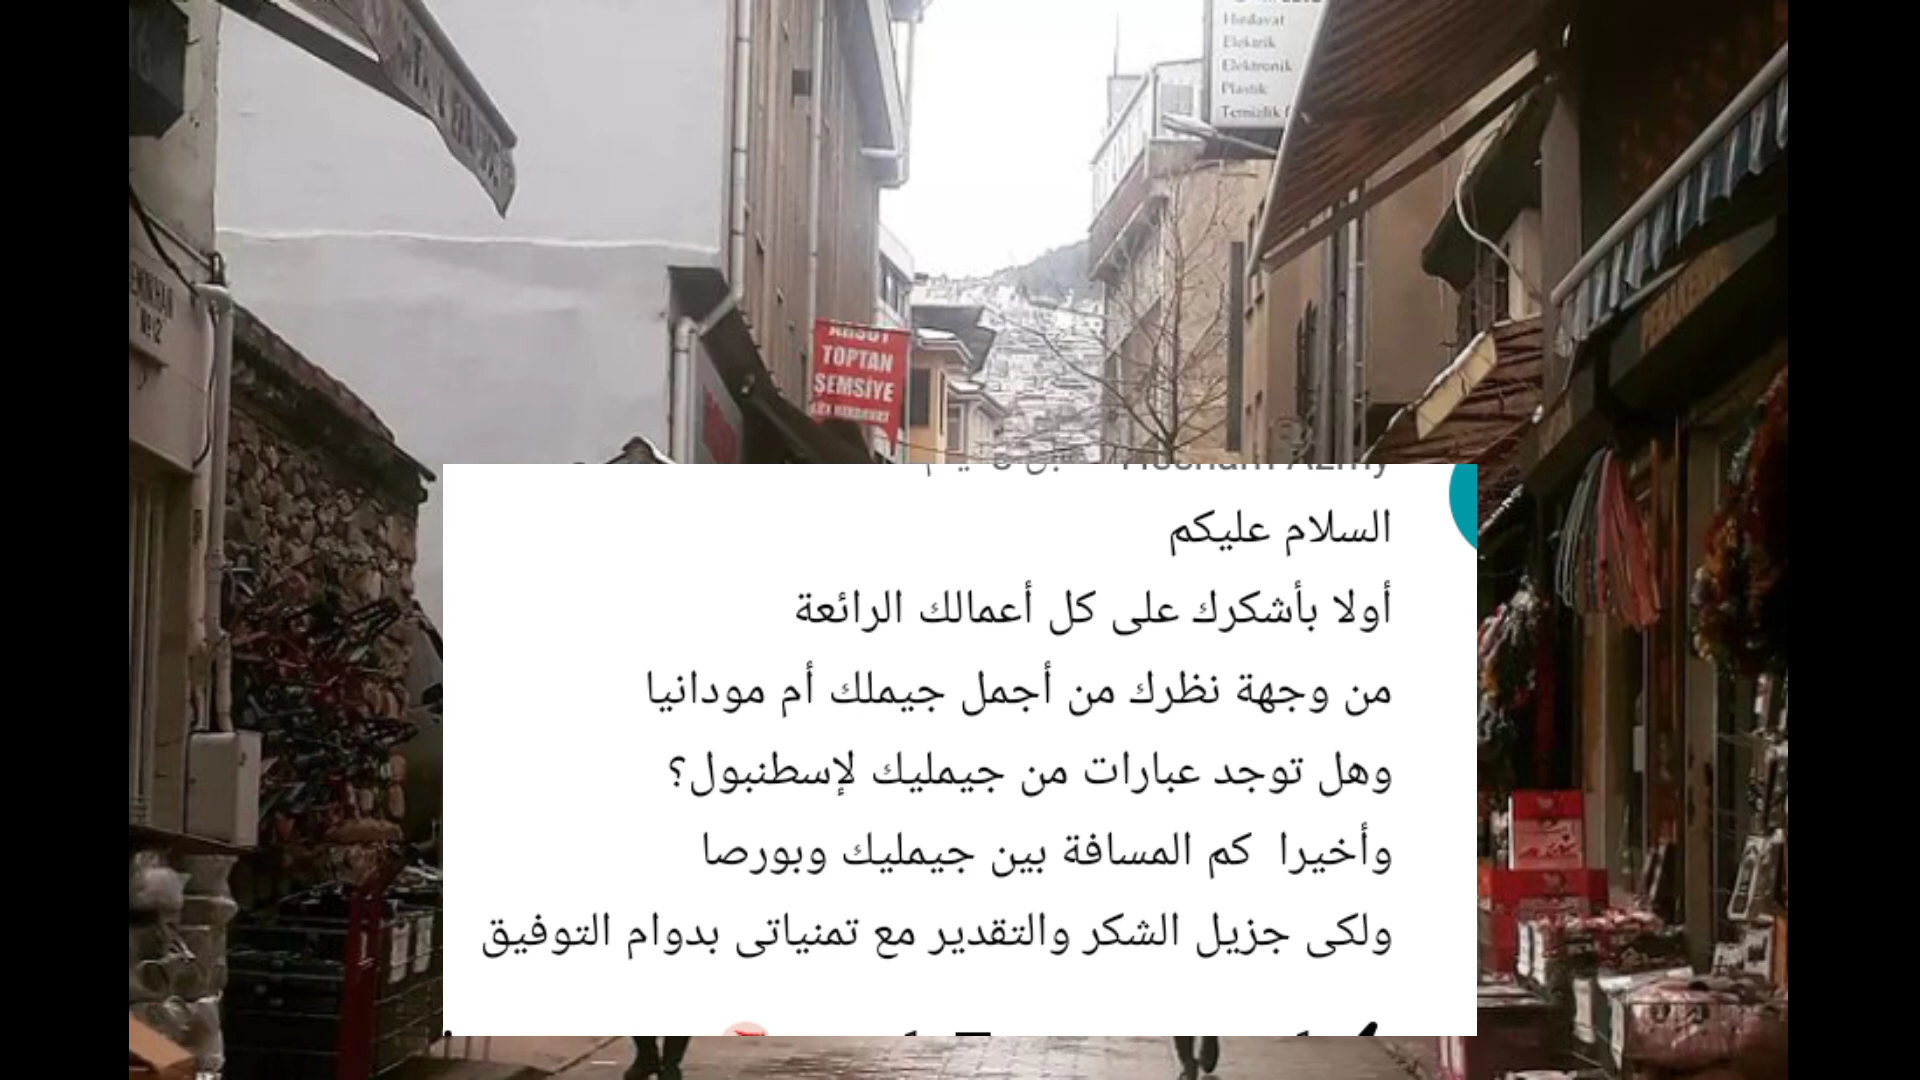 Hırdavat
Elektrik
Elektronik
Plastik
Temizlik
TOPTAN
ŞEMSİYE
السلام عليكم
أولا بأشكرك على كل أعمالك الرائعة
من وجهة نظرك من أجمل جيملك أم مودانيا
وهل توجد عبارات من جيمليك لإسطنبول؟
وأخيرا كم المسافة بين جيمليك وبورصا
ولكى جزيل الشكر والتقدير مع تمنياتى بدوام التوفيق